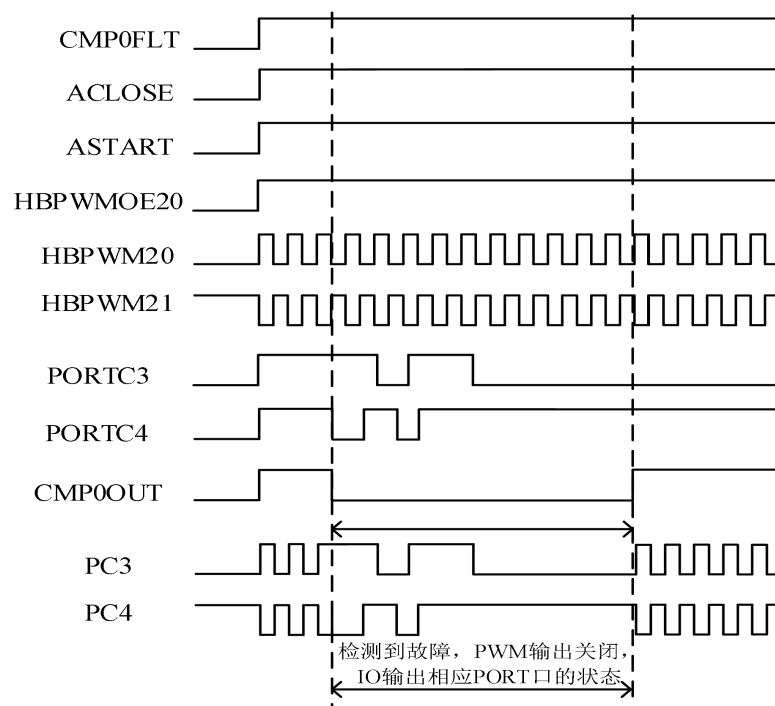 CMP0FLT
ACLOSE
ASTART
HBPWMOE20
HBPWM20
HBPWM21
PORTC3
PORTC4
CMP0OUT
PC3
PC4
检测到故障，PWM输出关闭，
IO输出相应PORT口的状态